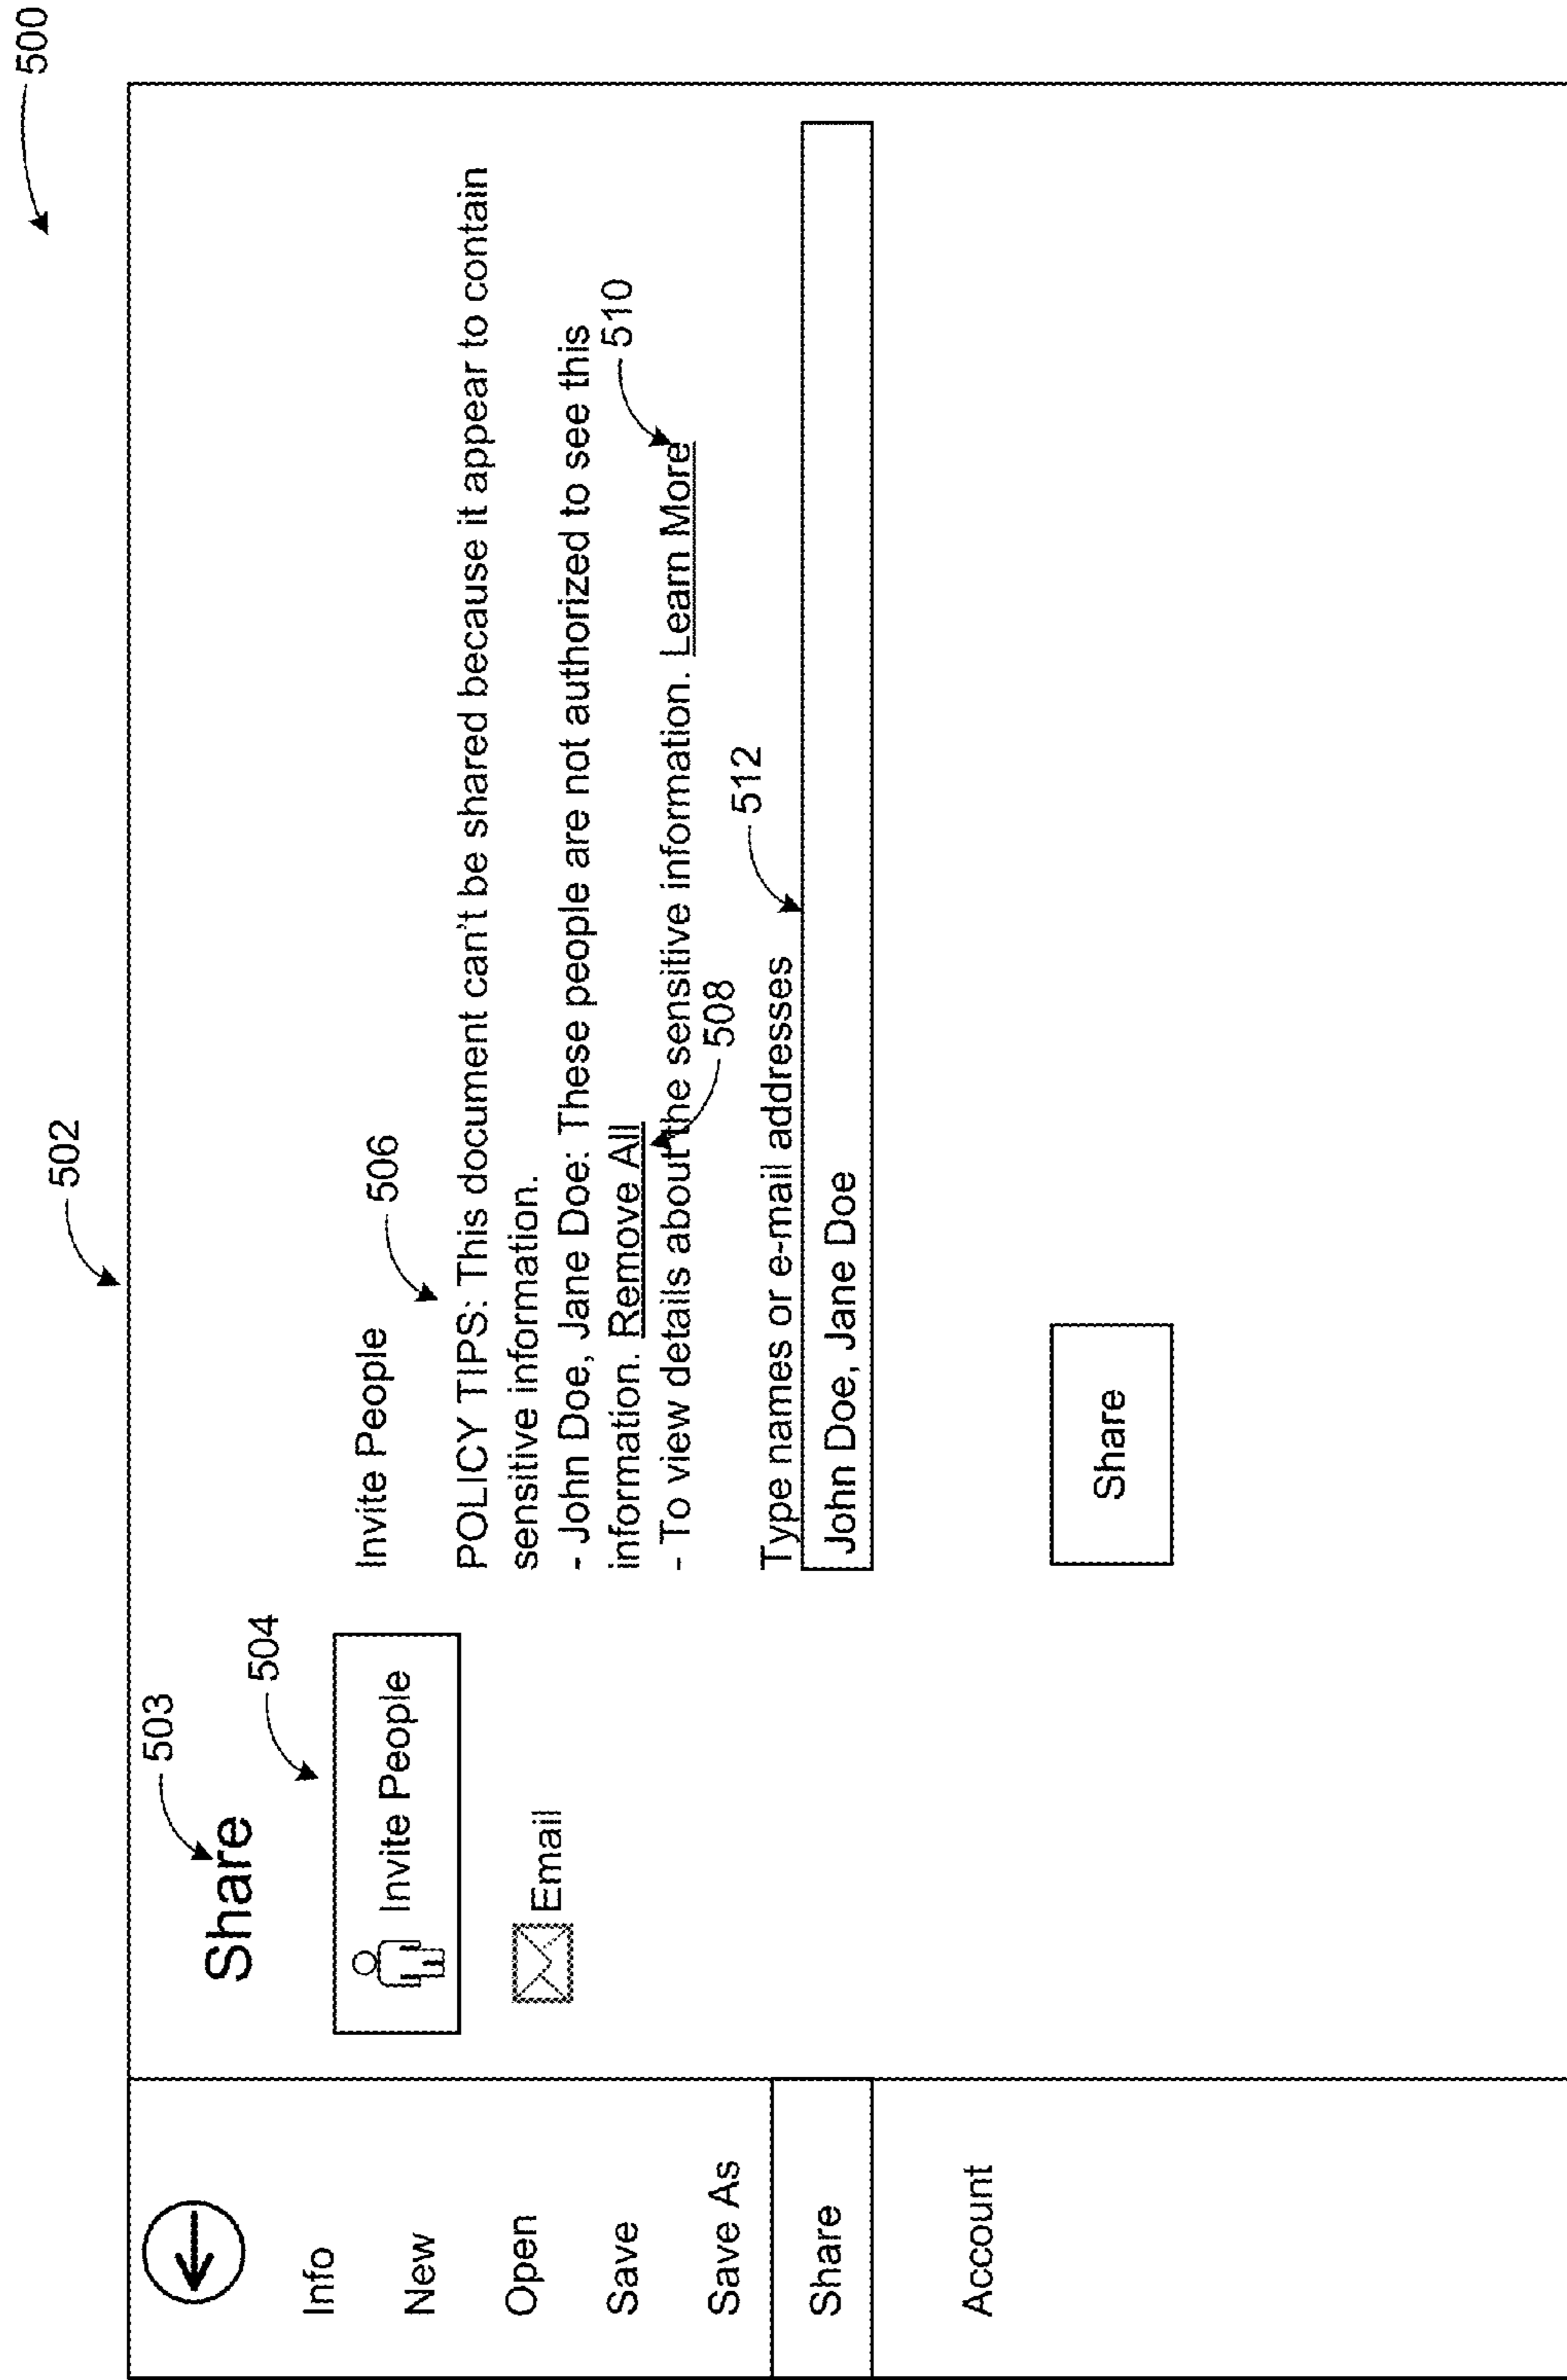 500
502
Info
New
Open
Save
Save As
Share
Account
503
Share
504
Invite People
Email
Invite People
506
POLICY TIPS: This document can't be shared because it appear to contain
sensitive information.
- John Doe, Jane Doe: These people are not authorized to see this
information. Remove All
510
- To view details about the sensitive information. Learn More
508
512
Type names or e-mail addresses
John Doe, Jane Doe
Share